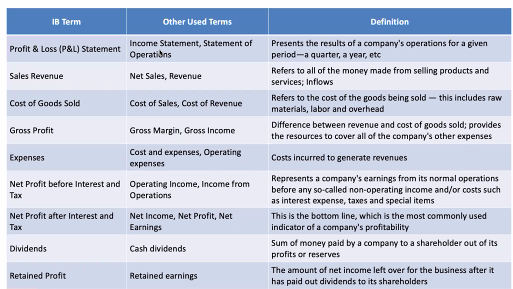 IB Term
Other Used Terms
Definition
Profit & Loss (P&L) Statement
Income Statement, Statement of
Operations
Presents the results of a company's operations for a given
period—a quarter, a year, etc
Sales Revenue
Net Sales, Revenue
Refers to all of the money made from selling products and
services; Inflows
Cost of Goods Sold
Cost of Sales, Cost of Revenue
Refers to the cost of the goods being sold — this includes raw
materials, labor and overhead
Gross Profit
Gross Margin, Gross Income
Difference between revenue and cost of goods sold; provides
the resources to cover all of the company's other expenses
Expenses
Cost and expenses, Operating
expenses
Costs incurred to generate revenues
Net Profit before Interest and
Tax
Operating Income, Income from
Operations
Represents a company's earnings from its normal operations
before any so-called non-operating income and/or costs such
as interest expense, taxes and special items
Net Profit after Interest and
Tax
Net Income, Net Profit, Net
Earnings
This is the bottom line, which is the most commonly used
indicator of a company's profitability
Dividends
Cash dividends
Sum of money paid by a company to a shareholder out of its
profits or reserves
Retained Profit
Retained earnings
The amount of net income left over for the business after it
has paid out dividends to its shareholders